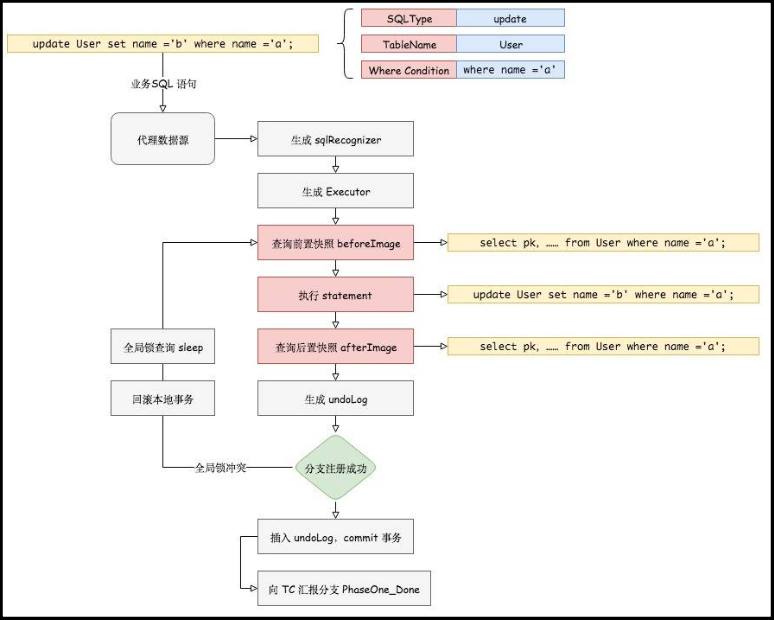 SQLType
update
update User set name ='b' where name ='a';
TableName
User
Where Condition
where name ='a'
业务SQL 语句
代理数据源
生成 sqlRecognizer
生成 Executor
查询前置快照 beforeImage
select pk, …… from User where name ='a';
执行 statement
update User set name ='b' where name ='a';
全局锁查询 sleep
查询后置快照 afterImage
select pk, …… from User where name ='a';
回滚本地事务
生成 undoLog
全局锁冲突
分支注册成功
插入 undoLog，commit 事务
向 TC 汇报分支 PhaseOne_Done